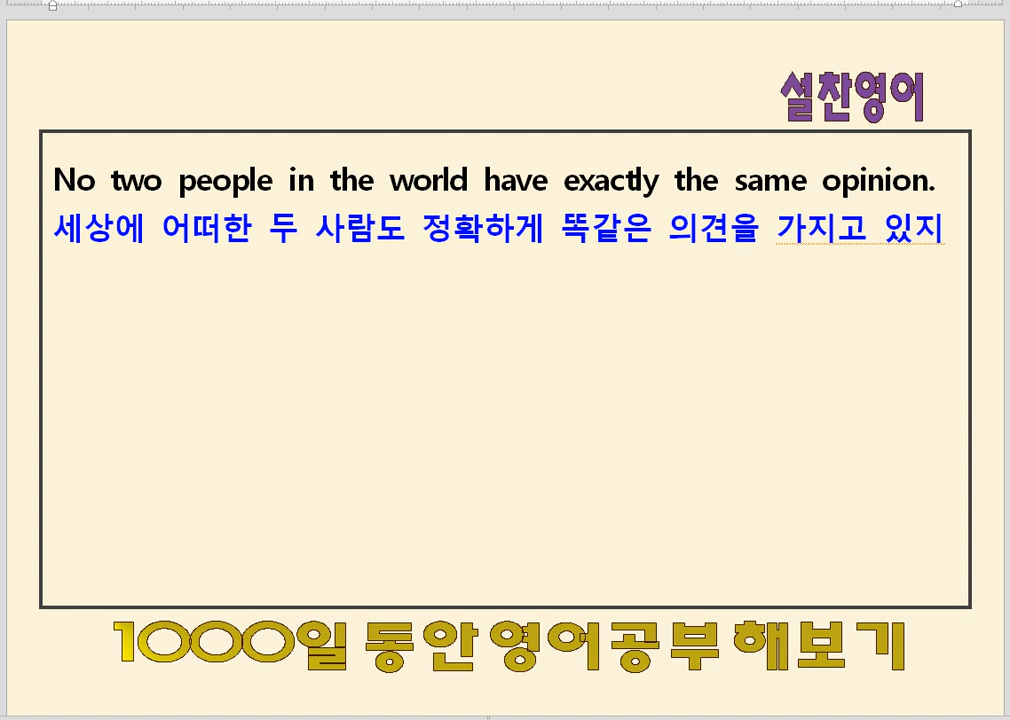 설찬영어
No two people in the world have exactly the same opinion.
세상에 어떠한 두 사람도 정확하게 똑같은 의견을 가지고 있지
1000일 동안 영어공부 해보기